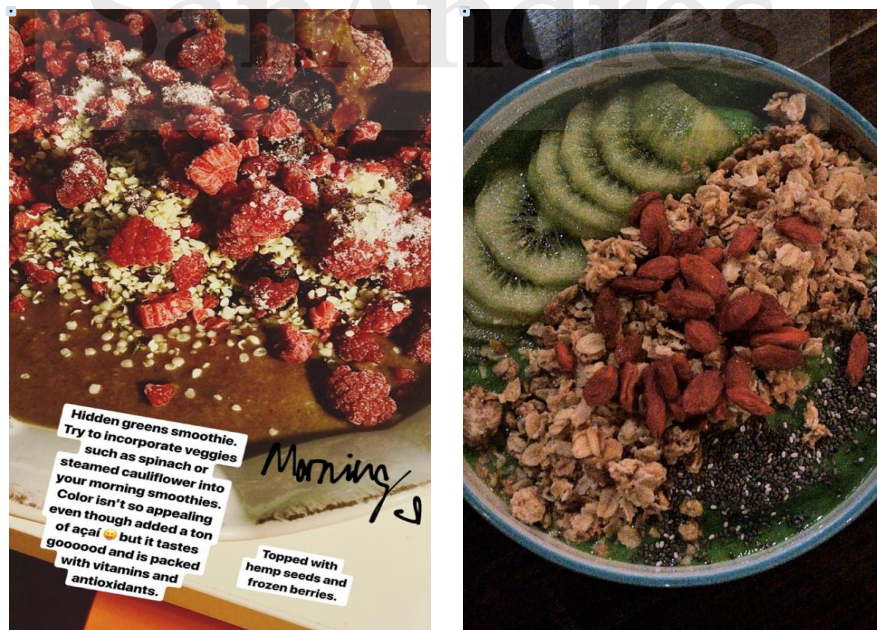 SanAndres
Hidden greens smoothie.
Try to incorporate veggies
such as spinach or
steamed cauliflower into
your morning smoothies.
Color isn't so appealing
even though added a ton
of açaí 😛 but it tastes
goooood and is packed
with vitamins and
antioxidants.
Morning
Topped with
hemp seeds and
frozen berries.